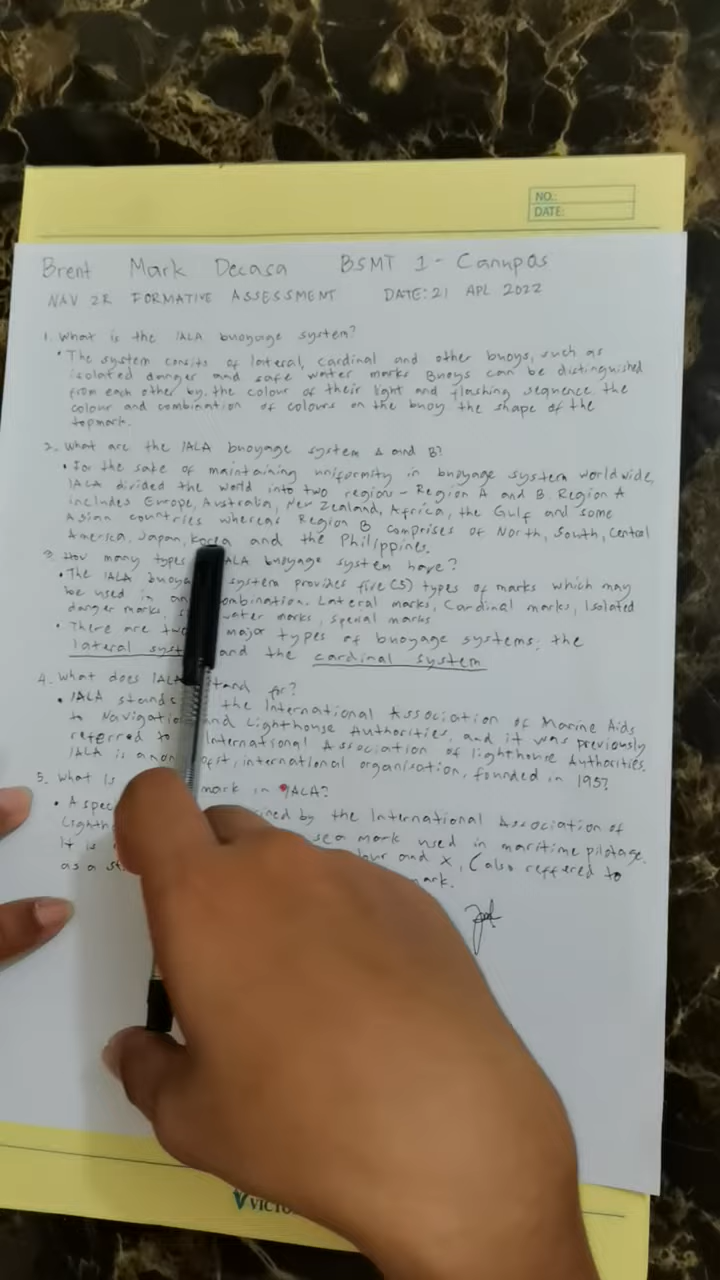 NO.:
DATE:
Brent Mark Decasa BSMT 1 - Canopus
NAV 2R FORMATIVE ASSESSMENT DATE: 21 APL 2022
1. What is the IALA buoyage system?
• The system consits of lateral, cardinal and other buoys, such as
isolated danger and safe water marks Buoys can be distinguished
from each other by. the colour of their light and flashing sequence the
colour and combination of colours on the buoy the shape of the
topmark.
2. What are the IALA buoyage system A and B?
• For the sake of maintaining uniformity in buoyage system worldwide,
IALA divided the world into two region - Region A and B. Region A
includes Europe, Australia, New Zealand, Africa, the Gulf and some
Asian countries whereas Region B comprises of North, South, Central
America, Japan, Korea and the Philippines.
3. How many types IALA buoyage system have?
• The IALA buoyage system provides five (5) types of marks which may
be used in any combination. Lateral marks, Cardinal marks, Isolated
danger marks, water marks, special marks
• There are two major types of buoyage systems: the
lateral system and the cardinal system
4. What does IALA stand for?
• IALA stands the International Association of Marine Aids
to Navigation and Lighthouse Authorities, and it was previously
referred to International Association of lighthouse Authorities.
IALA is a non international organisation, founded in 1957
5. What is mark in IALA?
• A by the International Association of
It is sea mark used in maritime pilotage.
and X, (also reffered to
as a mark.